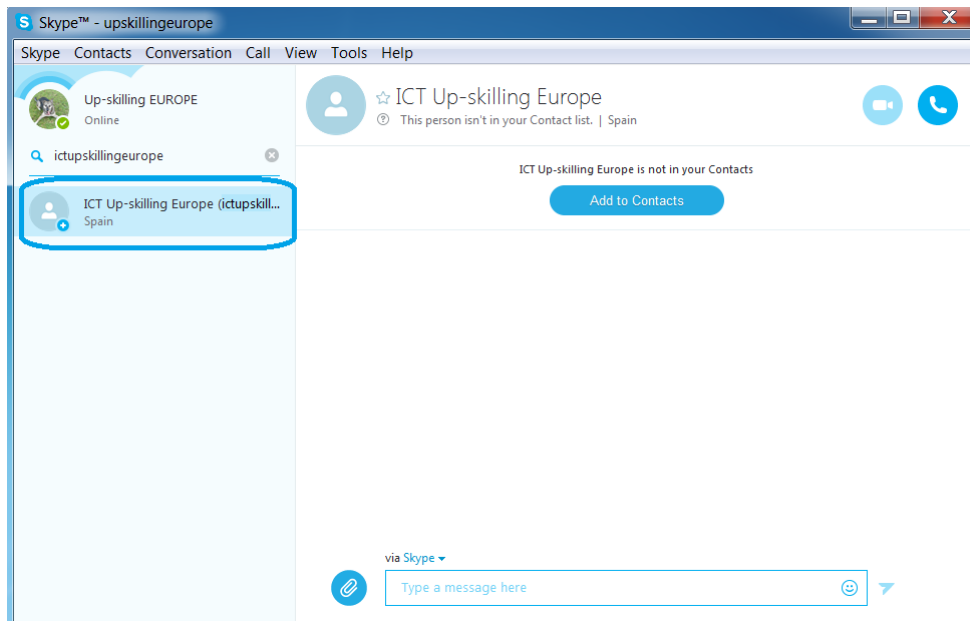 Skype™ - upskillingeurope
Skype Contacts Conversation Call View Tools Help
Up-skilling EUROPE
Online
ictupskillingeurope
ICT Up-skilling Europe (ictupskill...
Spain
ICT Up-skilling Europe
This person isn't in your Contact list. | Spain
ICT Up-skilling Europe is not in your Contacts
Add to Contacts
via Skype
Type a message here